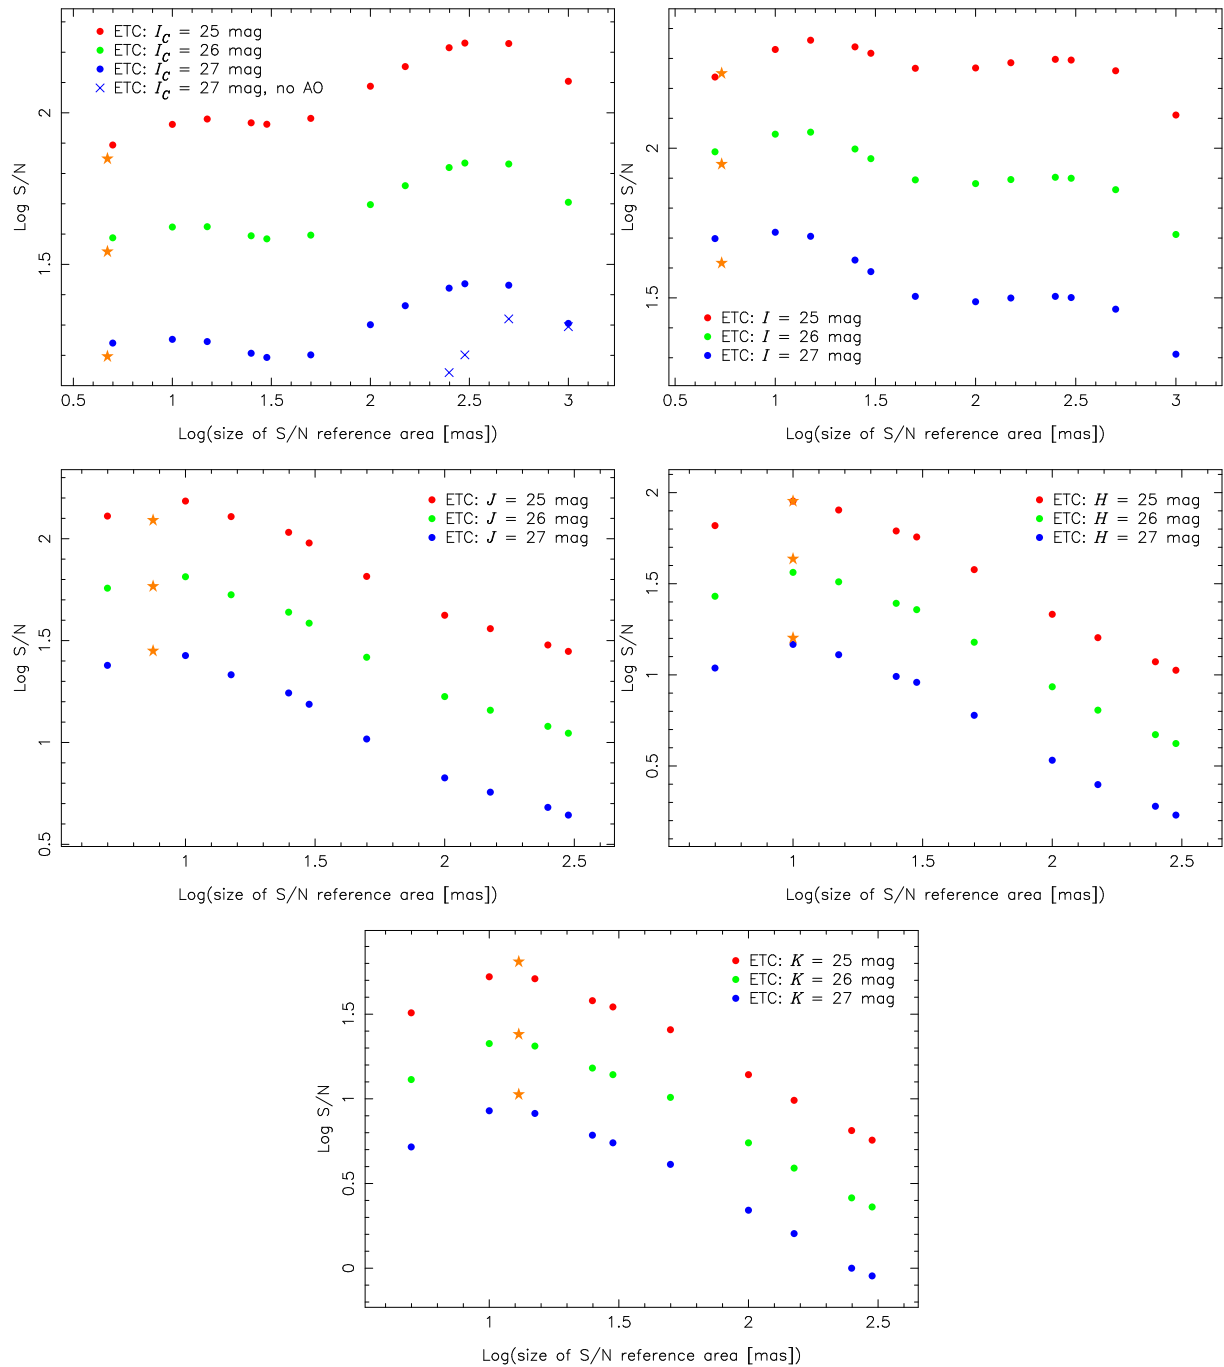 ETC: I_C = 25 mag
ETC: I_C = 26 mag
ETC: I_C = 27 mag
ETC: I_C = 27 mag, no AO
Log S/N
2
1.5
0.5 1 1.5 2 2.5 3
Log(size of S/N reference area [mas])
ETC: I = 25 mag
ETC: I = 26 mag
ETC: I = 27 mag
Log S/N
2
1.5
0.5 1 1.5 2 2.5 3
Log(size of S/N reference area [mas])
ETC: J = 25 mag
ETC: J = 26 mag
ETC: J = 27 mag
Log S/N
2
1.5
1
0.5
1 1.5 2 2.5
Log(size of S/N reference area [mas])
ETC: H = 25 mag
ETC: H = 26 mag
ETC: H = 27 mag
Log S/N
2
1.5
1
0.5
1 1.5 2 2.5
Log(size of S/N reference area [mas])
ETC: K = 25 mag
ETC: K = 26 mag
ETC: K = 27 mag
Log S/N
1.5
1
0.5
0
1 1.5 2 2.5
Log(size of S/N reference area [mas])